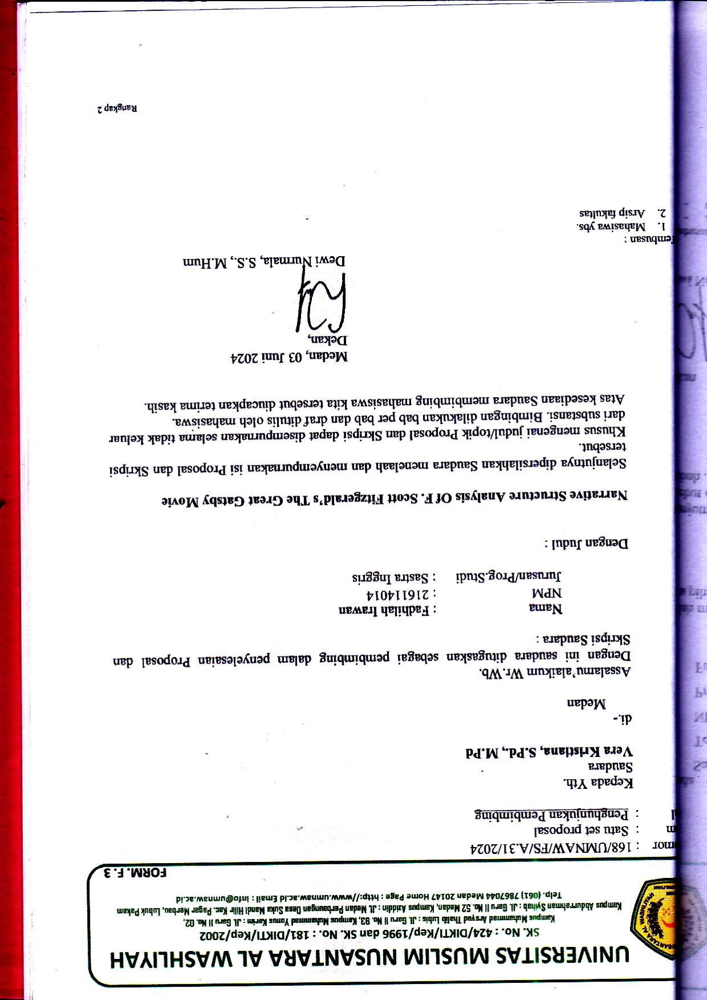 UNIVERSITAS MUSLIM NUSANTARA AL WASHLIYAH
SK. No. : 424/DIKTI/Kep/1996 dan SK. No. : 181/DIKTI/Kep/2002
Kampus Muhammad Arsyad Thalib Lubis : Jl. Garu II No. 93, Kampus Muhammad Yunus Karim : Jl. Garu II No. 02,
Kampus Abdurrahman Syihab : Jl. Garu II No. 52 Medan, Kampus Aziddin : Jl. Medan Perbaungan Desa Suka Mandi Hilir Kec. Pagar Merbau, Lubuk Pakam
Telp. (061) 7867044 Medan 20147 Home Page : http://www.umnaw.ac.id Email : info@umnaw.ac.id
FORM. F. 3
omor : 168/UMNAW/FS/A.31/2024
m : Satu set proposal
al : Penghunjukan Pembimbing
Kepada Yth.
Saudara
Vera Kristiana, S.Pd., M.Pd
di.-
Medan
Assalamu'alaikum Wr.Wb.
Dengan ini saudara ditugaskan sebagai pembimbing dalam penyelesaian Proposal dan
Skripsi Saudara :
Nama : Fadhilah Irawan
NPM : 216114014
Jurusan/Prog.Studi : Sastra Inggris
Dengan Judul :
Narrative Structure Analysis Of F. Scott Fitzgerald's The Great Gatsby Movie
Selanjutnya dipersilahkan Saudara menelaah dan menyempurnakan isi Proposal dan Skripsi
tersebut.
Khusus mengenai judul/topik Proposal dan Skripsi dapat disempurnakan selama tidak keluar
dari substansi. Bimbingan dilakukan bab per bab dan draf ditulis oleh mahasiswa.
Atas kesediaan Saudara membimbing mahasiswa kita tersebut diucapkan terima kasih.
Medan, 03 Juni 2024
Dekan,
Dewi Nurmala, S.S., M.Hum
Tembusan :
1. Mahasiwa ybs.
2. Arsip fakultas
Rangkap 2